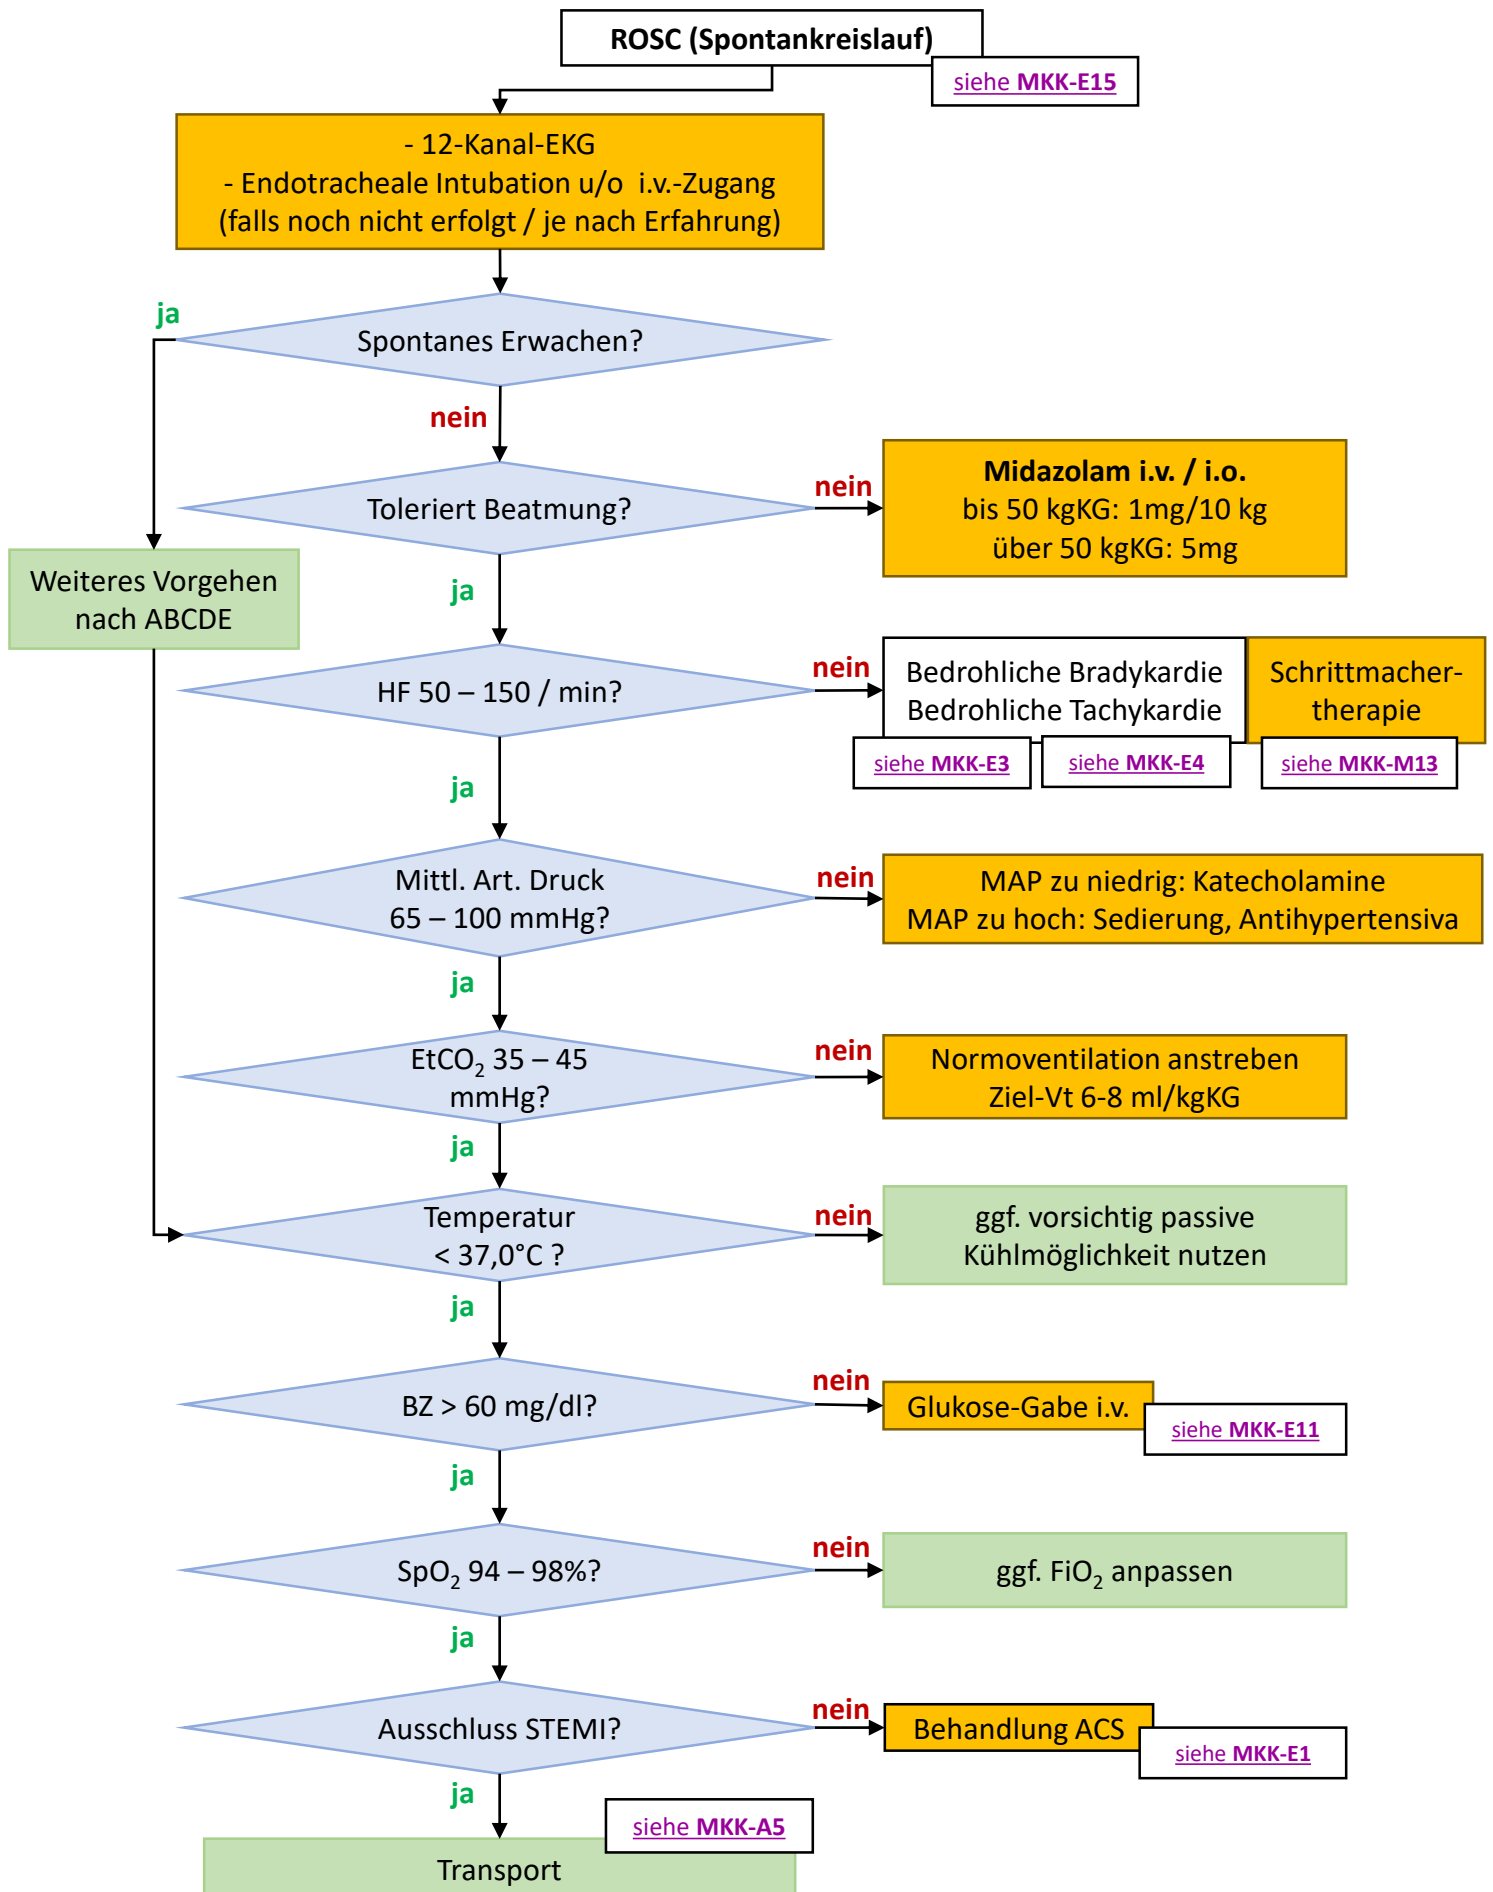 ROSC (Spontankreislauf)
siehe MKK-E15
- 12-Kanal-EKG
- Endotracheale Intubation u/o i.v.-Zugang
(falls noch nicht erfolgt / je nach Erfahrung)
ja
Spontanes Erwachen?
nein
Toleriert Beatmung?
nein
Midazolam i.v. / i.o.
bis 50 kgKG: 1mg/10 kg
über 50 kgKG: 5mg
Weiteres Vorgehen
nach ABCDE
ja
HF 50 – 150 / min?
nein
Bedrohliche Bradykardie
Bedrohliche Tachykardie
Schrittmacher-
therapie
siehe MKK-E3
siehe MKK-E4
siehe MKK-M13
ja
Mittl. Art. Druck
65 – 100 mmHg?
nein
MAP zu niedrig: Katecholamine
MAP zu hoch: Sedierung, Antihypertensiva
ja
EtCO₂ 35 – 45
mmHg?
nein
Normoventilation anstreben
Ziel-Vt 6-8 ml/kgKG
ja
Temperatur
< 37,0°C ?
nein
ggf. vorsichtig passive
Kühlmöglichkeit nutzen
ja
BZ > 60 mg/dl?
nein
Glukose-Gabe i.v.
siehe MKK-E11
ja
SpO₂ 94 – 98%?
nein
ggf. FiO₂ anpassen
ja
Ausschluss STEMI?
nein
Behandlung ACS
siehe MKK-E1
ja
siehe MKK-A5
Transport